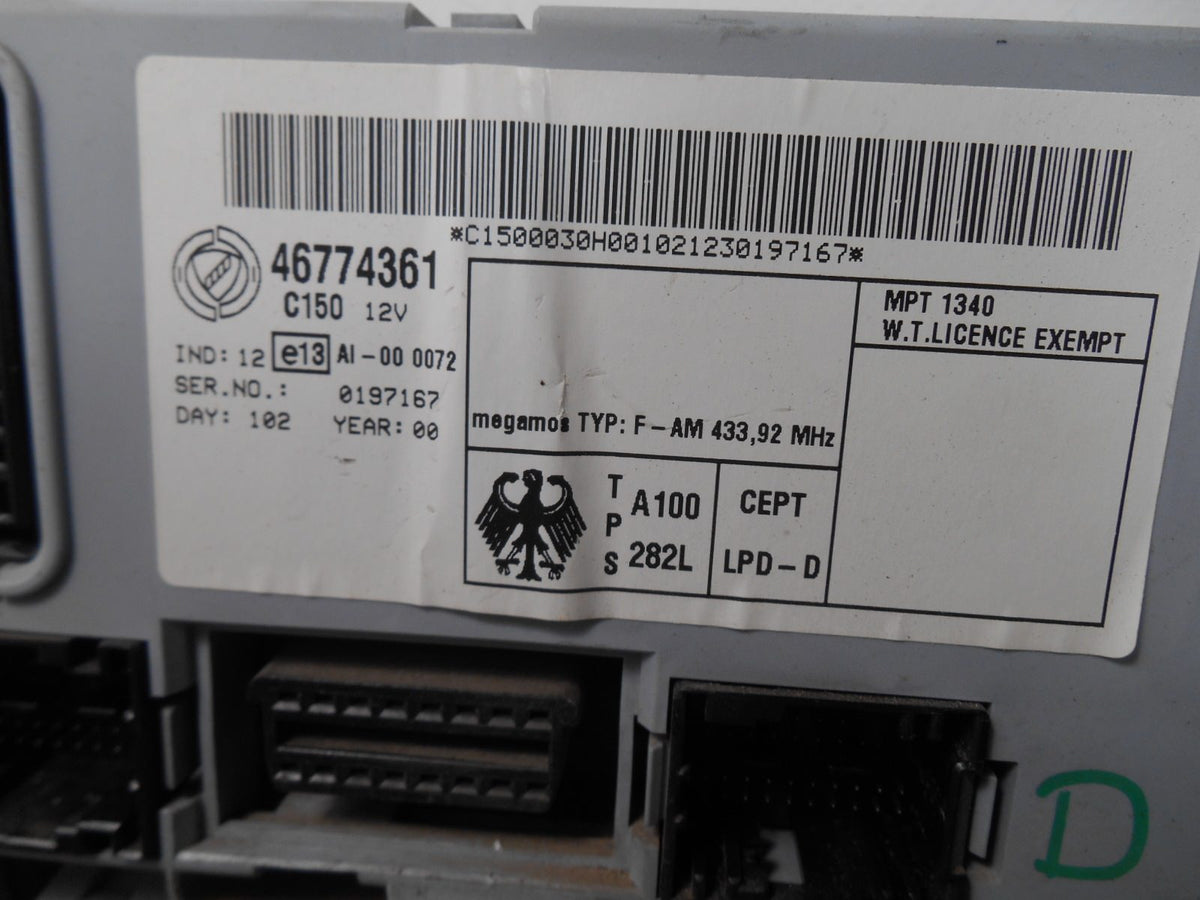 *C1500030H001021230197167*
46774361
C150 12V
IND: 12 e13 AI-00 0072
SER.NO.: 0197167
DAY: 102 YEAR: 00
MPT 1340
W.T.LICENCE EXEMPT
megamos TYP: F-AM 433,92 MHz
TPS A100 282L
CEPT
LPD-D
D